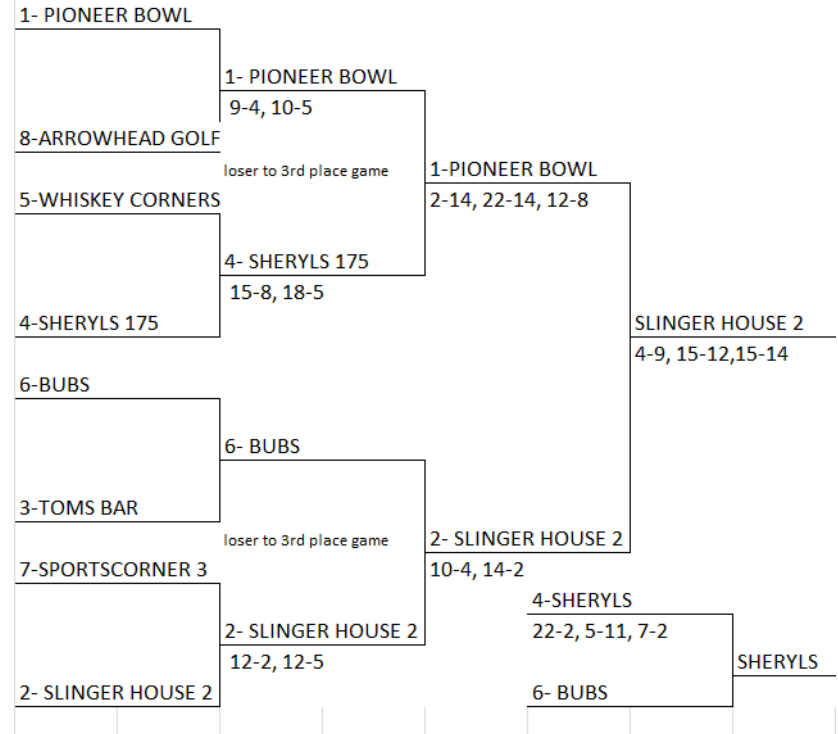 1- PIONEER BOWL
1- PIONEER BOWL
9-4, 10-5
8-ARROWHEAD GOLF
loser to 3rd place game
1-PIONEER BOWL
2-14, 22-14, 12-8
5-WHISKEY CORNERS
4- SHERYLS 175
15-8, 18-5
4-SHERYLS 175
SLINGER HOUSE 2
4-9, 15-12,15-14
6-BUBS
6- BUBS
3-TOMS BAR
loser to 3rd place game
2- SLINGER HOUSE 2
10-4, 14-2
7-SPORTSCORNER 3
4-SHERYLS
22-2, 5-11, 7-2
2- SLINGER HOUSE 2
12-2, 12-5
SHERYLS
2- SLINGER HOUSE 2
6- BUBS